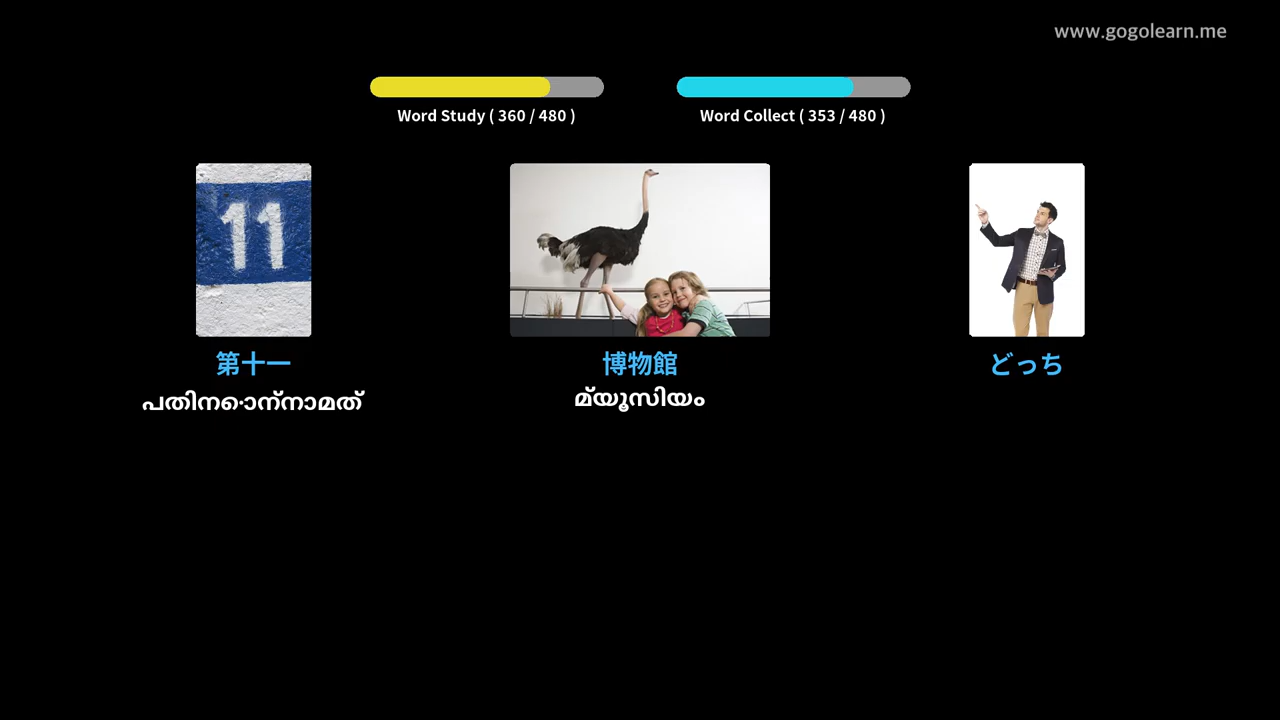 www.gogolearn.me
Word Study ( 360 / 480 )
Word Collect ( 353 / 480 )
11
第十一
博物館
どっち
പതിനൊന്നാമത്
മ്യൂസിയം